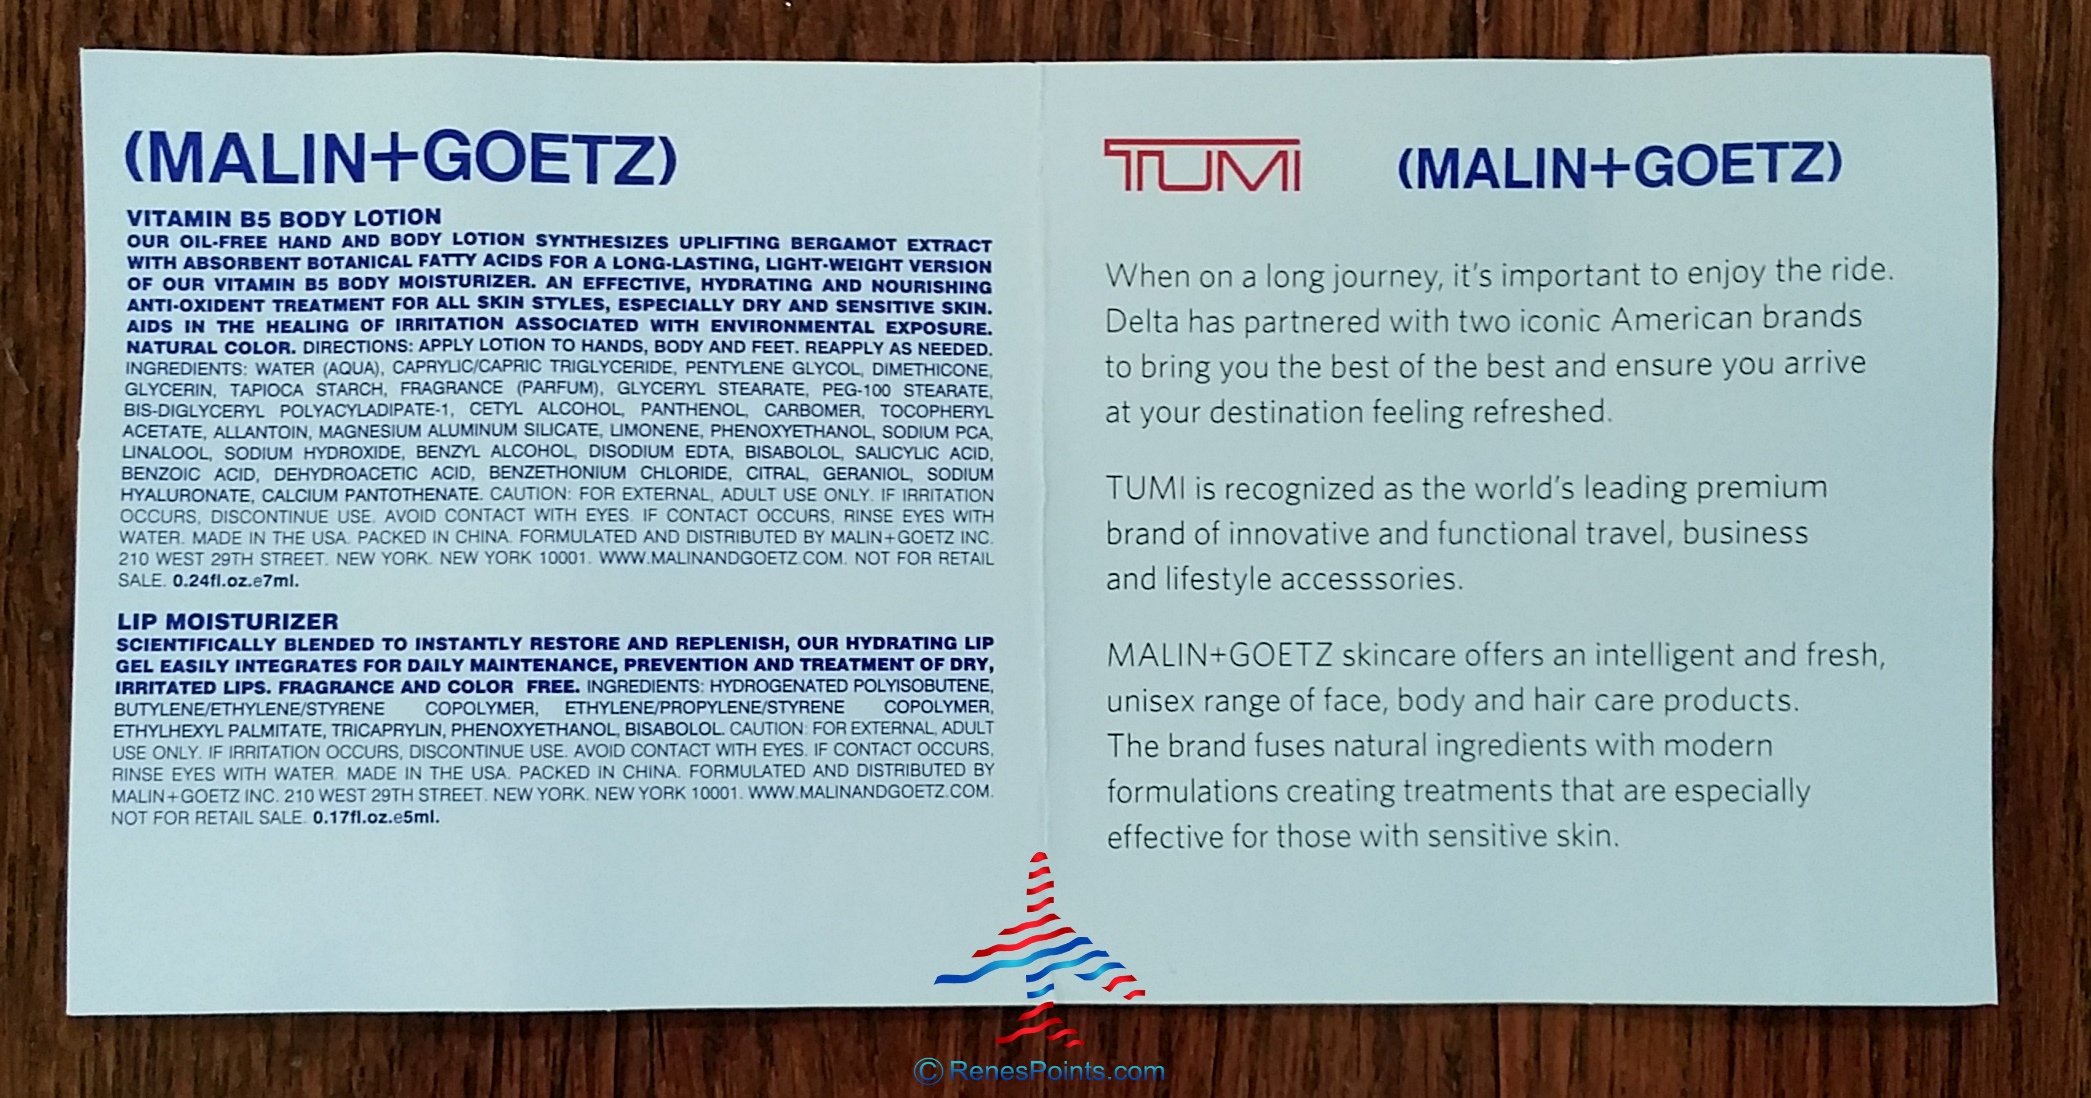 (MALIN+GOETZ)
VITAMIN B5 BODY LOTION
OUR OIL-FREE HAND AND BODY LOTION SYNTHESIZES UPLIFTING BERGAMOT EXTRACT
WITH ABSORBENT BOTANICAL FATTY ACIDS FOR A LONG-LASTING, LIGHT-WEIGHT VERSION
OF OUR VITAMIN B5 BODY MOISTURIZER. AN EFFECTIVE, HYDRATING AND NOURISHING
ANTI-OXIDENT TREATMENT FOR ALL SKIN STYLES, ESPECIALLY DRY AND SENSITIVE SKIN.
AIDS IN THE HEALING OF IRRITATION ASSOCIATED WITH ENVIRONMENTAL EXPOSURE.
NATURAL COLOR. DIRECTIONS: APPLY LOTION TO HANDS, BODY AND FEET. REAPPLY AS NEEDED.
INGREDIENTS: WATER (AQUA), CAPRYLIC/CAPRIC TRIGLYCERIDE, PENTYLENE GLYCOL, DIMETHICONE,
GLYCERIN, TAPIOCA STARCH, FRAGRANCE (PARFUM), GLYCERYL STEARATE, PEG-100 STEARATE,
BIS-DIGLYCERYL POLYACYLADIPATE-1, CETYL ALCOHOL, PANTHENOL, CARBOMER, TOCOPHERYL
ACETATE, ALLANTOIN, MAGNESIUM ALUMINUM SILICATE, LIMONENE, PHENOXYETHANOL, SODIUM PCA,
LINALOOL, SODIUM HYDROXIDE, BENZYL ALCOHOL, DISODIUM EDTA, BISABOLOL, SALICYLIC ACID,
BENZOIC ACID, DEHYDROACETIC ACID, BENZETHONIUM CHLORIDE, CITRAL, GERANIOL, SODIUM
HYALURONATE, CALCIUM PANTOTHENATE. CAUTION: FOR EXTERNAL, ADULT USE ONLY. IF IRRITATION
OCCURS, DISCONTINUE USE. AVOID CONTACT WITH EYES. IF CONTACT OCCURS, RINSE EYES WITH
WATER. MADE IN THE USA. PACKED IN CHINA. FORMULATED AND DISTRIBUTED BY MALIN+GOETZ INC.
210 WEST 29TH STREET. NEW YORK. NEW YORK 10001. WWW.MALINANDGOETZ.COM. NOT FOR RETAIL
SALE. 0.24fl.oz.e7ml.
LIP MOISTURIZER
SCIENTIFICALLY BLENDED TO INSTANTLY RESTORE AND REPLENISH, OUR HYDRATING LIP
GEL EASILY INTEGRATES FOR DAILY MAINTENANCE, PREVENTION AND TREATMENT OF DRY,
IRRITATED LIPS. FRAGRANCE AND COLOR FREE. INGREDIENTS: HYDROGENATED POLYISOBUTENE,
BUTYLENE/ETHYLENE/STYRENE COPOLYMER, ETHYLENE/PROPYLENE/STYRENE COPOLYMER,
ETHYLHEXYL PALMITATE, TRICAPRYLIN, PHENOXYETHANOL, BISABOLOL. CAUTION: FOR EXTERNAL, ADULT
USE ONLY. IF IRRITATION OCCURS, DISCONTINUE USE. AVOID CONTACT WITH EYES. IF CONTACT OCCURS,
RINSE EYES WITH WATER. MADE IN THE USA. PACKED IN CHINA. FORMULATED AND DISTRIBUTED BY
MALIN+GOETZ INC. 210 WEST 29TH STREET. NEW YORK. NEW YORK 10001. WWW.MALINANDGOETZ.COM.
NOT FOR RETAIL SALE. 0.17fl.oz.e5ml.
TUMI (MALIN+GOETZ)
When on a long journey, it's important to enjoy the ride.
Delta has partnered with two iconic American brands
to bring you the best of the best and ensure you arrive
at your destination feeling refreshed.
TUMI is recognized as the world's leading premium
brand of innovative and functional travel, business
and lifestyle accesssories.
MALIN+GOETZ skincare offers an intelligent and fresh,
unisex range of face, body and hair care products.
The brand fuses natural ingredients with modern
formulations creating treatments that are especially
effective for those with sensitive skin.
© RenesPoints.com